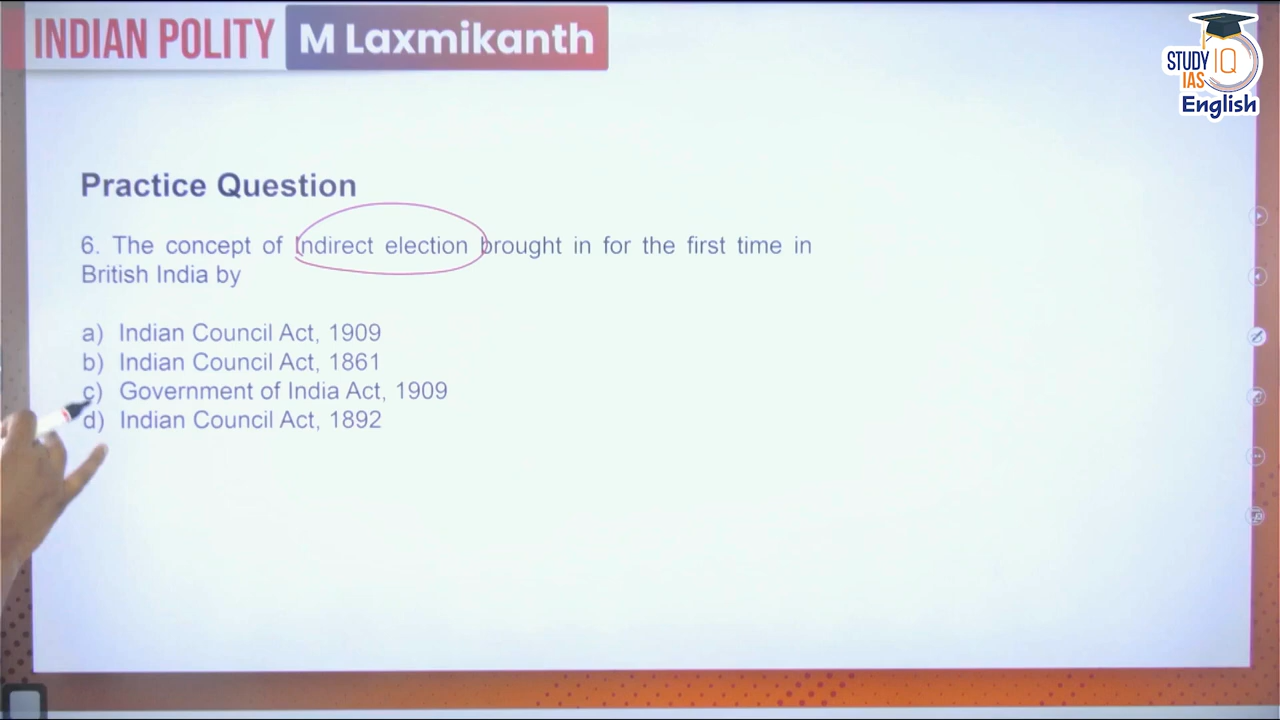 INDIAN POLITY M Laxmikanth
STUDY IQ
IAS
English
Practice Question
6. The concept of Indirect election brought in for the first time in
British India by
a) Indian Council Act, 1909
b) Indian Council Act, 1861
c) Government of India Act, 1909
d) Indian Council Act, 1892